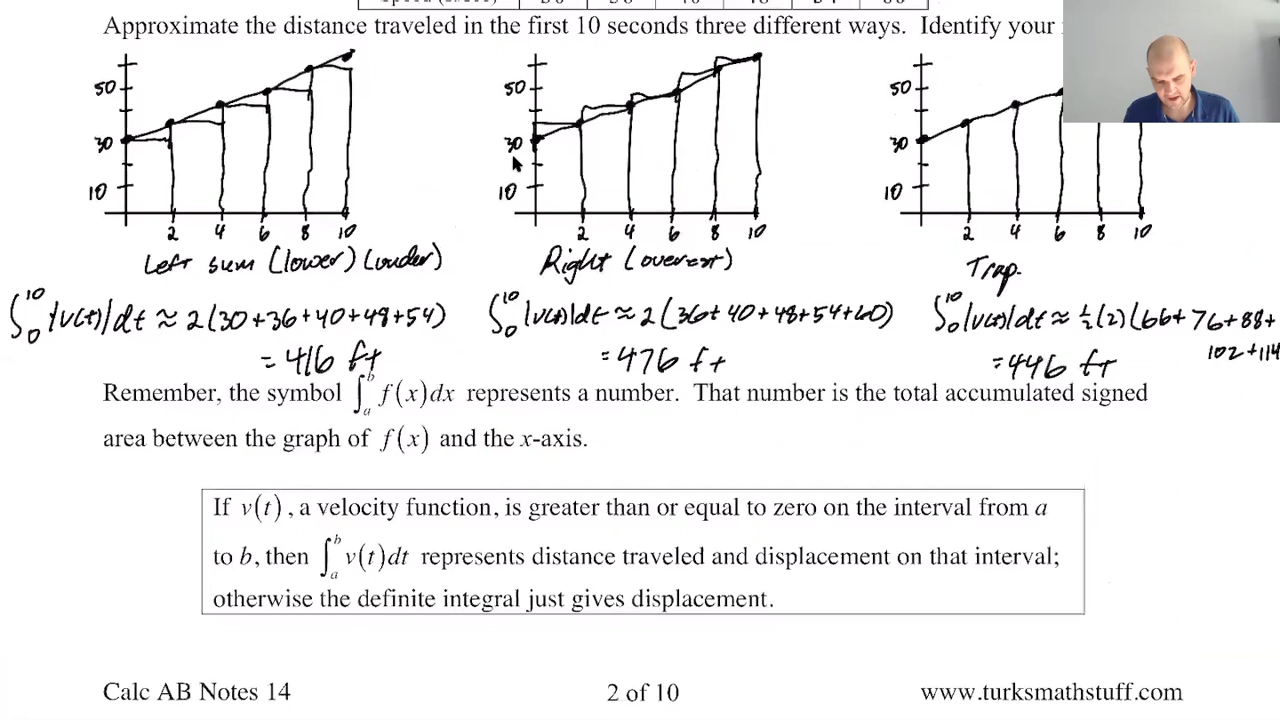 Approximate the distance traveled in the first 10 seconds three different ways. Identify your
50 50
30 30 30
10 10 10
2 4 6 8 10 2 4 6 8 10 2 4 6 8 10
Left sum (lower) (under) Right (overest) Trap.
∫₀¹⁰ |v(t)| dt ≈ 2(30+36+40+48+54) ∫₀¹⁰ |v(t)| dt ≈ 2(36+40+48+54+60) ∫₀¹⁰ |v(t)| dt ≈ ½(2)(66+76+88+
102+114
= 416 ft = 476 ft = 446 ft
Remember, the symbol ∫ₐᵇ f(x)dx represents a number. That number is the total accumulated signed
area between the graph of f(x) and the x-axis.
If v(t), a velocity function, is greater than or equal to zero on the interval from a
to b, then ∫ₐᵇ v(t)dt represents distance traveled and displacement on that interval;
otherwise the definite integral just gives displacement.
Calc AB Notes 14 2 of 10 www.turksmathstuff.com